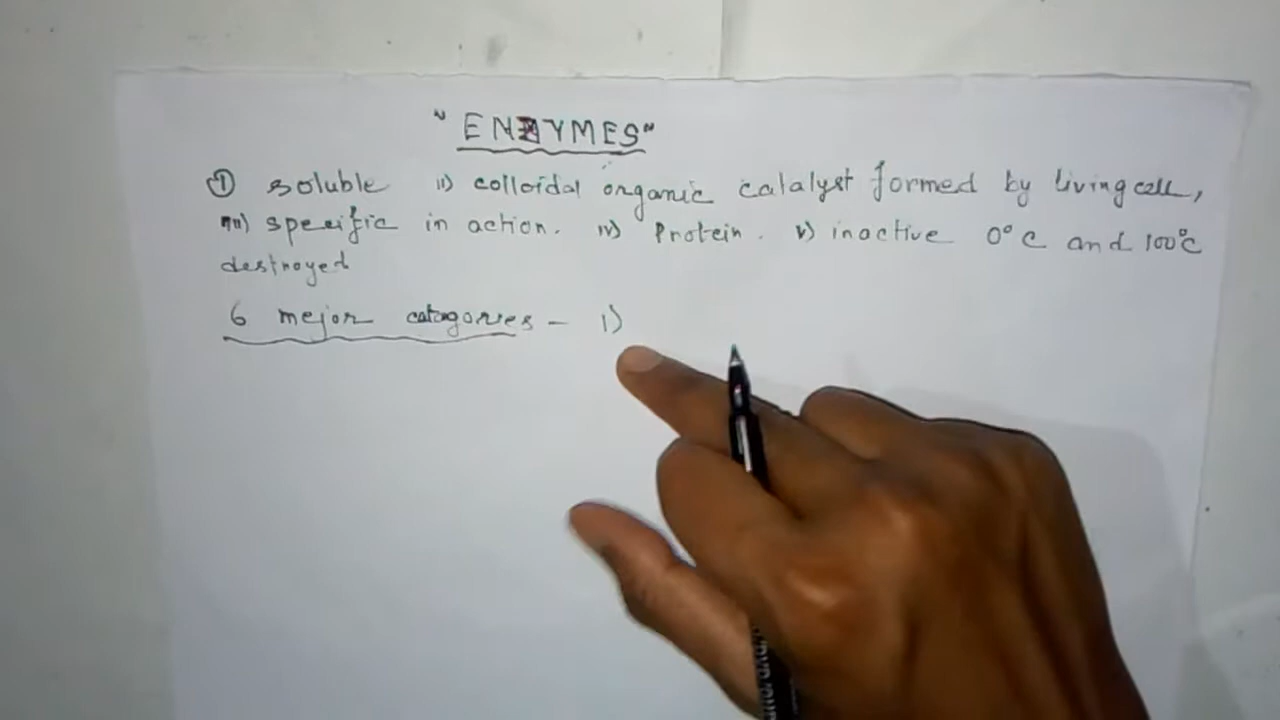 "ENZYMES"
① soluble ii) colloidal organic catalyst formed by living cell,
iii) specific in action. iv) Protein. v) inactive 0°C and 100°C
destroyed
6 mejor catagories - 1)